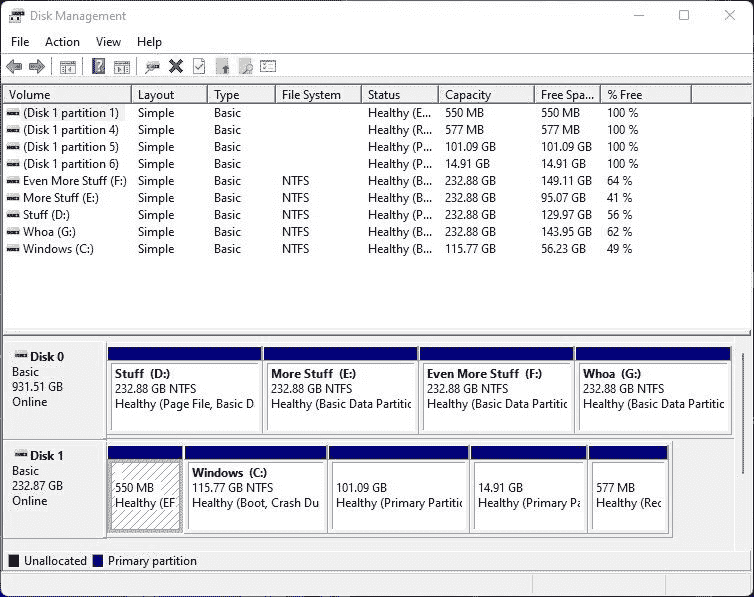 Disk Management
File Action View Help
Volume Layout Type File System Status Capacity Free Spa... % Free
(Disk 1 partition 1) Simple Basic Healthy (E... 550 MB 550 MB 100 %
(Disk 1 partition 4) Simple Basic Healthy (R... 577 MB 577 MB 100 %
(Disk 1 partition 5) Simple Basic Healthy (P... 101.09 GB 101.09 GB 100 %
(Disk 1 partition 6) Simple Basic Healthy (P... 14.91 GB 14.91 GB 100 %
Even More Stuff (F:) Simple Basic NTFS Healthy (B... 232.88 GB 149.11 GB 64 %
More Stuff (E:) Simple Basic NTFS Healthy (B... 232.88 GB 95.07 GB 41 %
Stuff (D:) Simple Basic NTFS Healthy (P... 232.88 GB 129.97 GB 56 %
Whoa (G:) Simple Basic NTFS Healthy (B... 232.88 GB 143.95 GB 62 %
Windows (C:) Simple Basic NTFS Healthy (B... 115.77 GB 56.23 GB 49 %
Disk 0
Basic
931.51 GB
Online
Stuff (D:)
232.88 GB NTFS
Healthy (Page File, Basic D
More Stuff (E:)
232.88 GB NTFS
Healthy (Basic Data Partitic
Even More Stuff (F:)
232.88 GB NTFS
Healthy (Basic Data Partitic
Whoa (G:)
232.88 GB NTFS
Healthy (Basic Data Partitic
Disk 1
Basic
232.87 GB
Online
550 MB
Healthy (EF
Windows (C:)
115.77 GB NTFS
Healthy (Boot, Crash Du
101.09 GB
Healthy (Primary Partitic
14.91 GB
Healthy (Primary Pa
577 MB
Healthy (Rec
Unallocated Primary partition